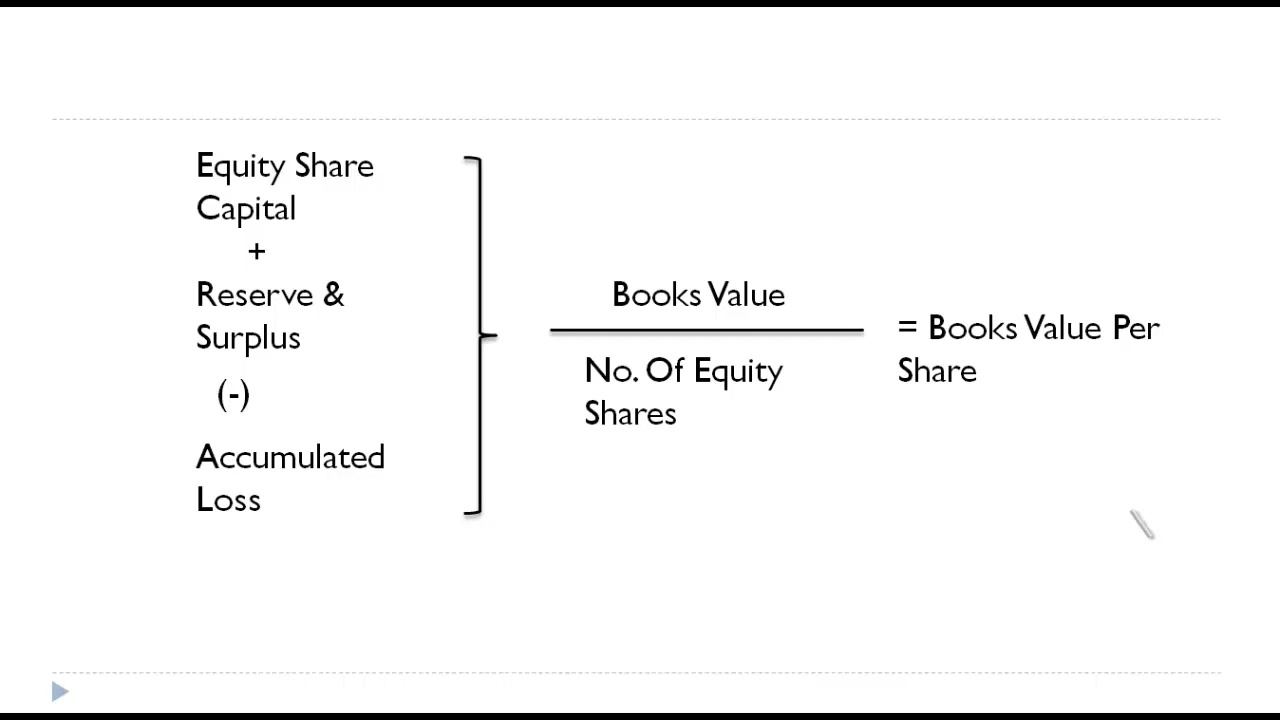 Equity Share
Capital
+
Reserve &
Surplus
(-)
Accumulated
Loss
Books Value
No. Of Equity
Shares
= Books Value Per
Share